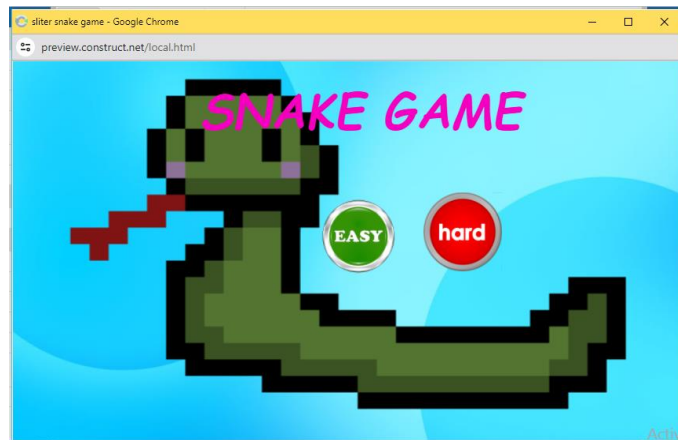 sliter snake game - Google Chrome
preview.construct.net/local.html
SNAKE GAME
EASY
hard